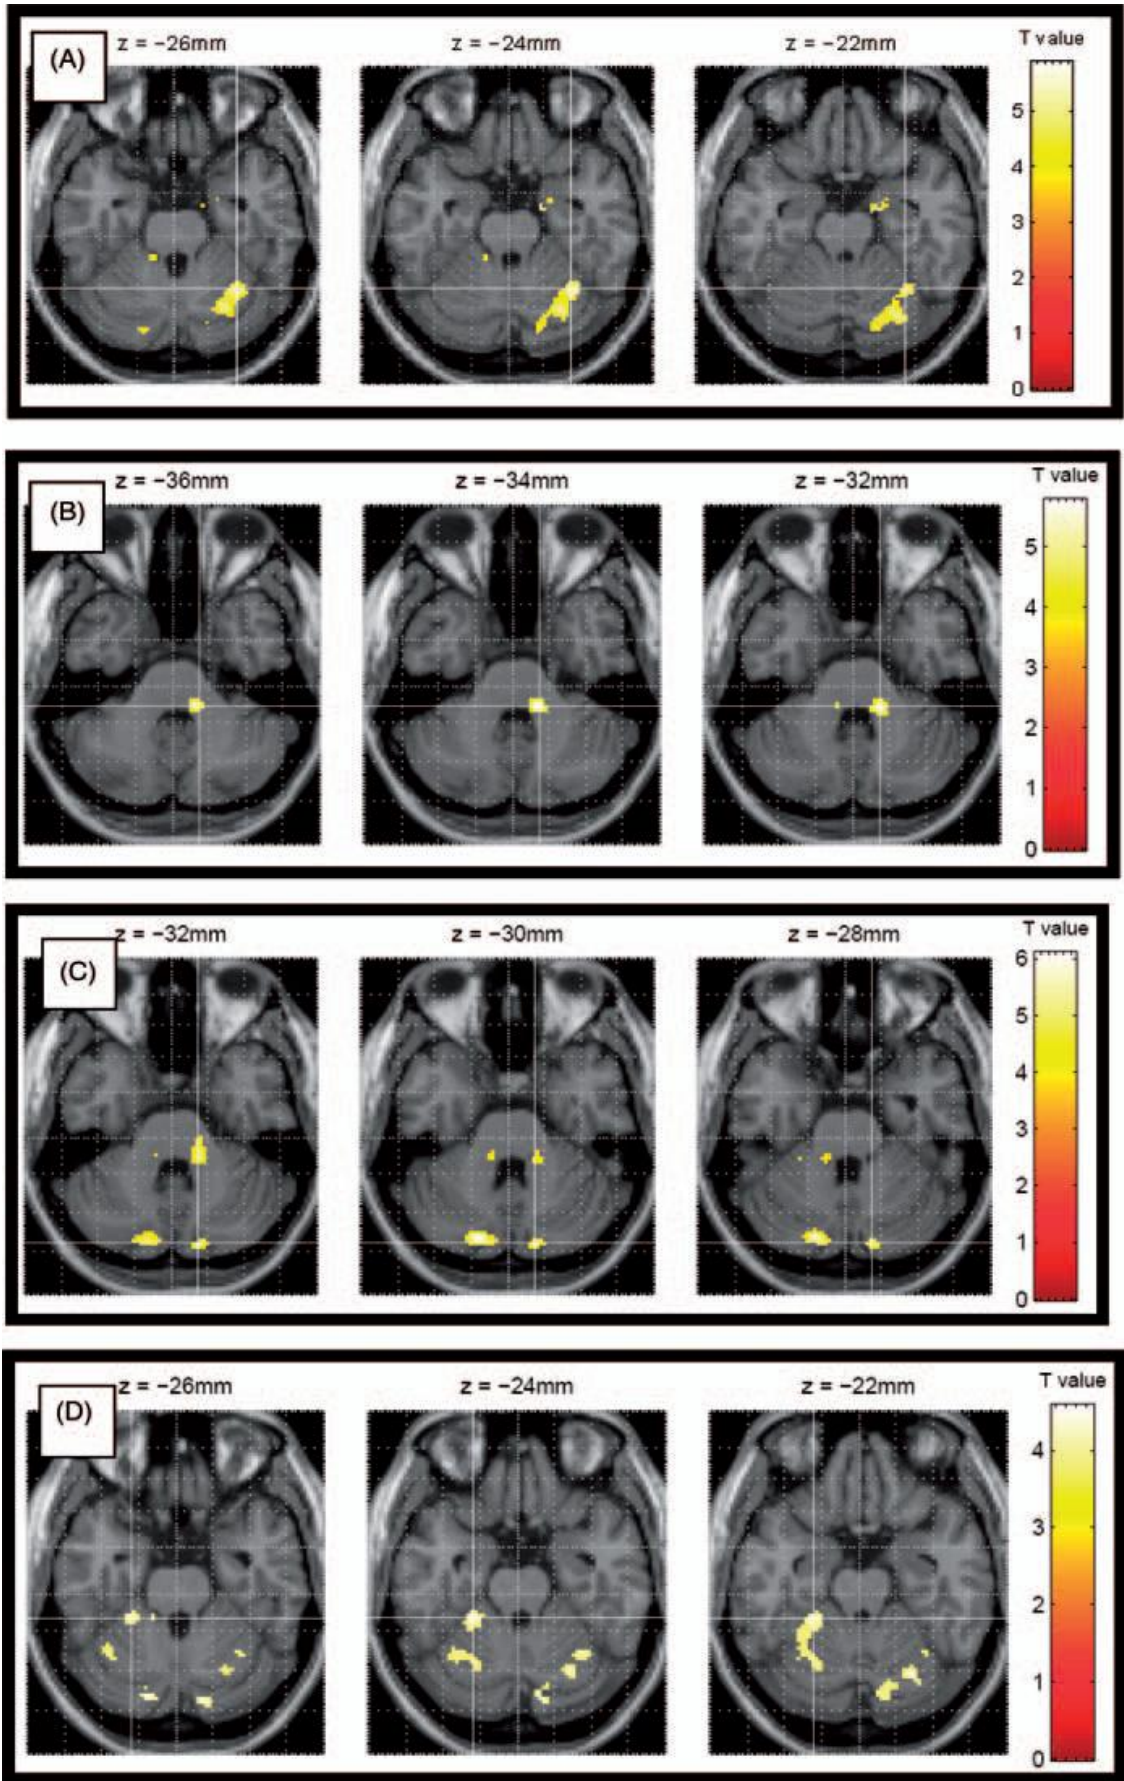 (A)
z = −26mm
z = −24mm
z = −22mm
T value
5
4
3
2
1
0
(B)
z = −36mm
z = −34mm
z = −32mm
T value
5
4
3
2
1
0
(C)
z = −32mm
z = −30mm
z = −28mm
T value
6
5
4
3
2
1
0
(D)
z = −26mm
z = −24mm
z = −22mm
T value
4
3
2
1
0